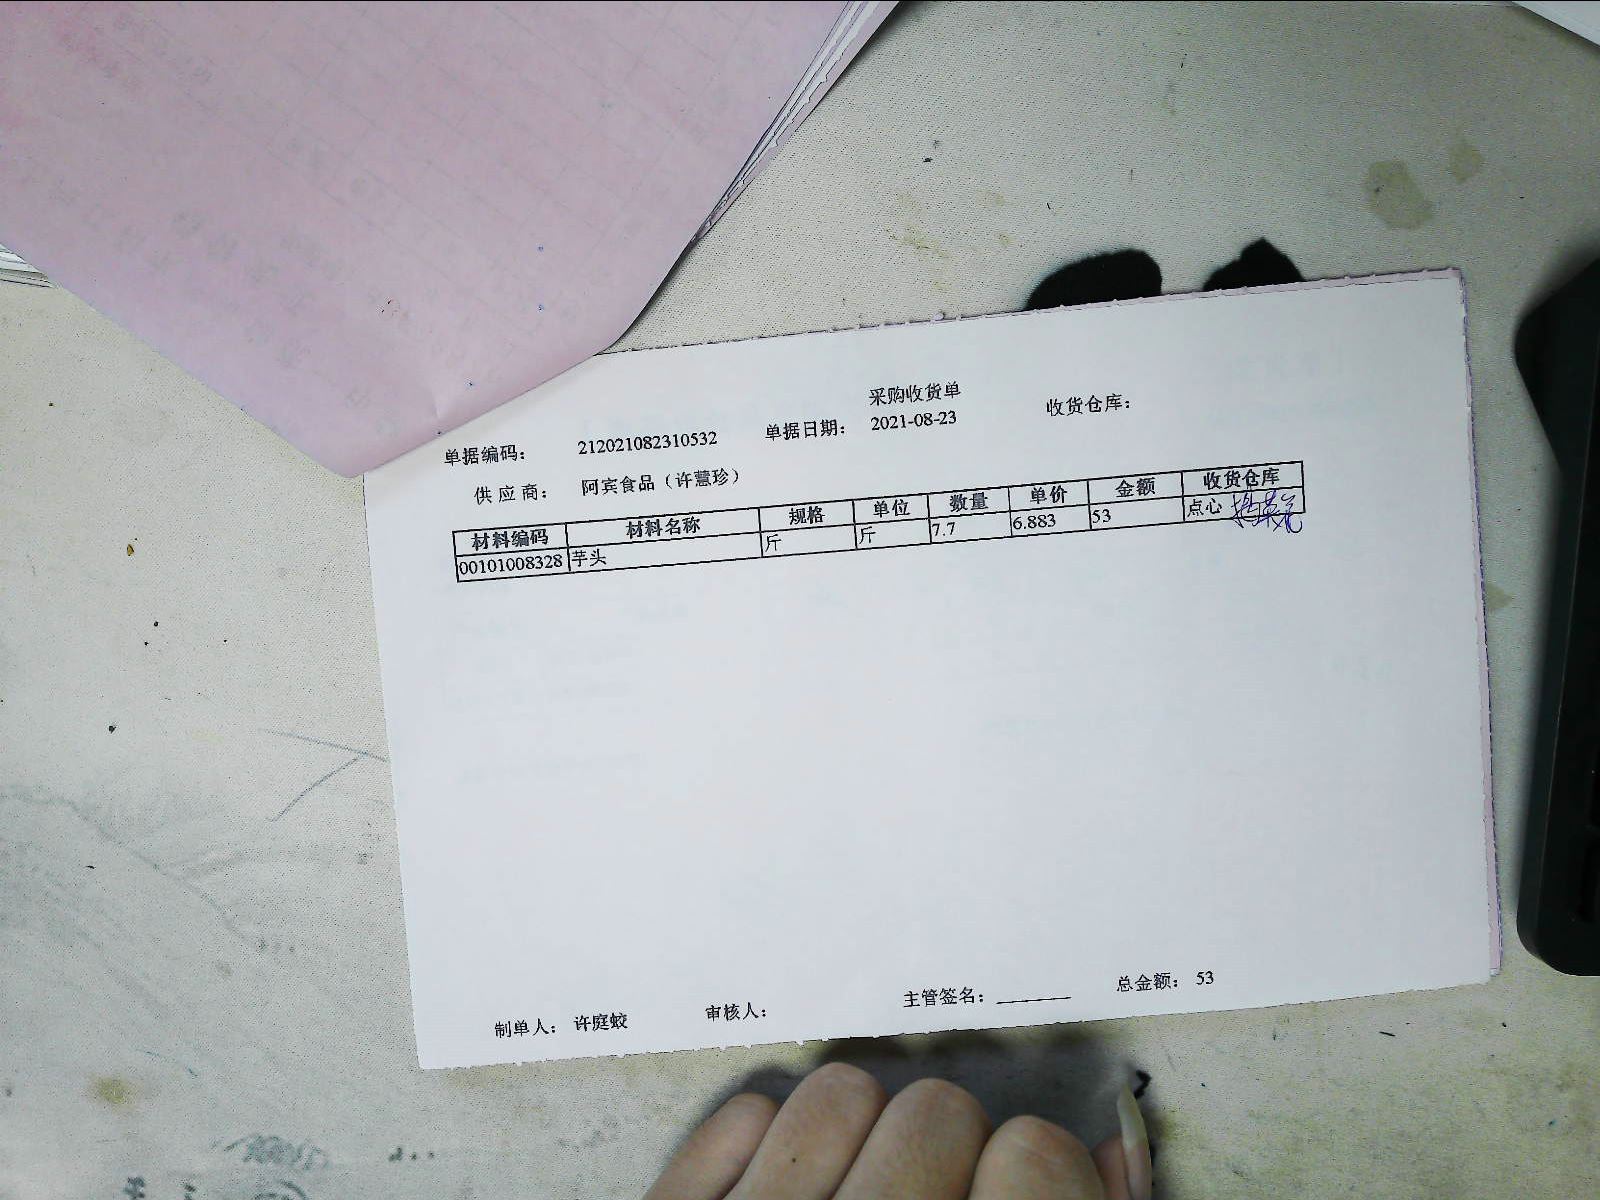 采购收货单
单据编码: 212021082310532 单据日期: 2021-08-23 收货仓库:
供应商: 阿宾食品(许慧珍)
材料编码 材料名称 规格 单位 数量 单价 金额 收货仓库
00101008328 芋头 斤 斤 7.7 6.883 53 点心
制单人: 许庭蛟 审核人: 主管签名: 总金额: 53